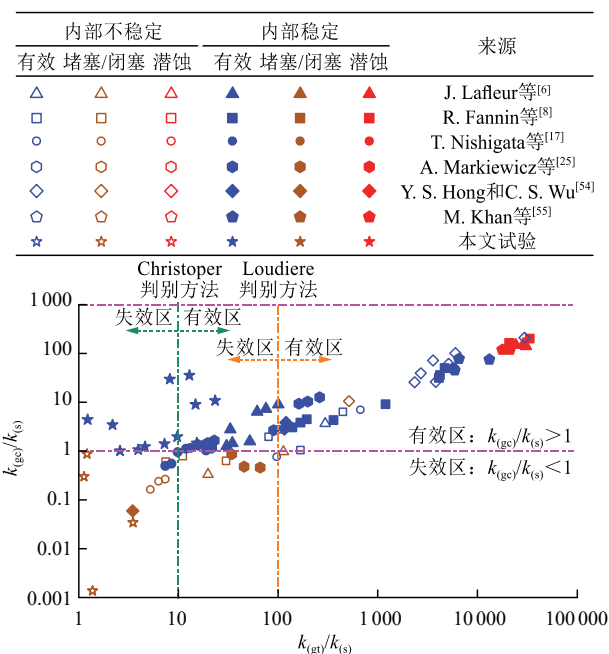 内部不稳定 内部稳定 来源
有效 堵塞/闭塞 潜蚀 有效 堵塞/闭塞 潜蚀
J. Lafleur等[6]
R. Fannin等[8]
T. Nishigata等[17]
A. Markiewicz等[25]
Y. S. Hong和C. S. Wu[54]
M. Khan等[55]
本文试验
Christoper Loudiere
判别方法 判别方法
1 000
失效区 有效区
失效区 有效区
100
10
有效区：k(gc)/k(s)＞1
1
失效区：k(gc)/k(s)＜1
0.1
0.01
0.001
k(gc)/k(s)
1 10 100 1 000 10 000 100 000
k(gt)/k(s)